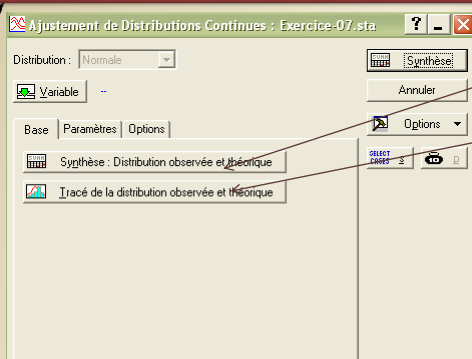 Ajustement de Distributions Continues : Exercice-07.sta
Distribution : Normale
Synthèse
Variable --
Annuler
Base Paramètres Options
Options
Synthèse : Distribution observée et théorique
SELECT CASES S D
Tracé de la distribution observée et théorique